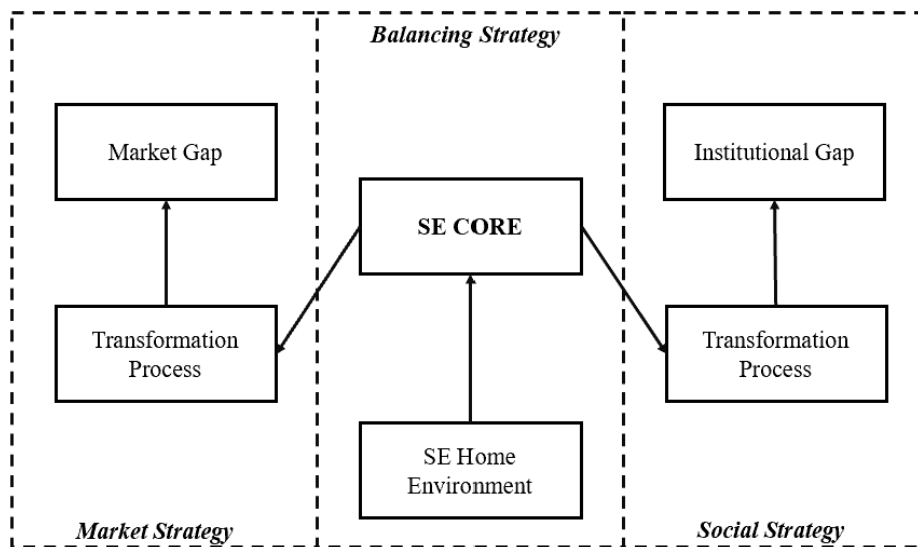 Balancing Strategy
Market Gap
Institutional Gap
SE CORE
Transformation
Process
Transformation
Process
SE Home
Environment
Market Strategy
Social Strategy